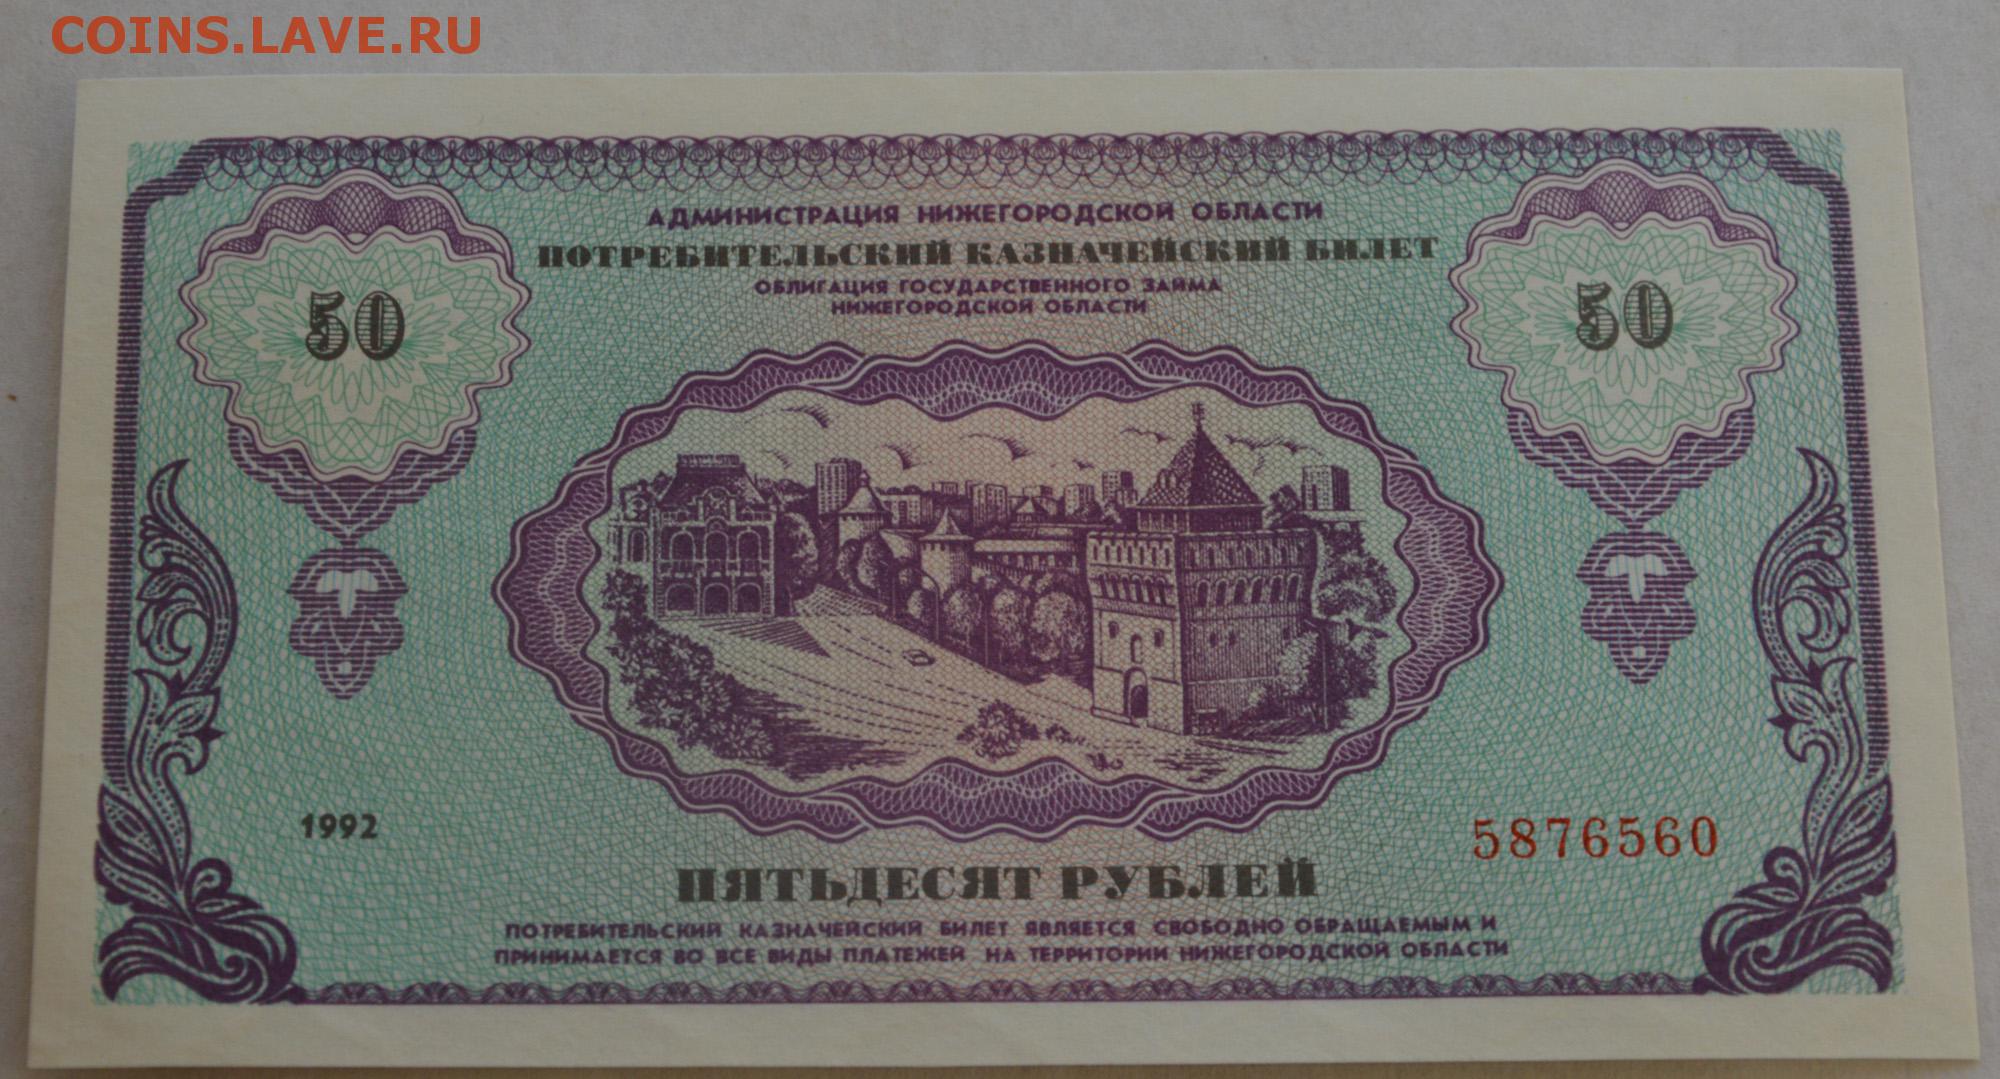 COINS.LAVE.RU
АДМИНИСТРАЦИЯ НИЖЕГОРОДСКОЙ ОБЛАСТИ
ПОТРЕБИТЕЛЬСКИЙ КАЗНАЧЕЙСКИЙ БИЛЕТ
ОБЛИГАЦИЯ ГОСУДАРСТВЕННОГО ЗАЙМА
НИЖЕГОРОДСКОЙ ОБЛАСТИ
50 50
1992 5876560
ПЯТЬДЕСЯТ РУБЛЕЙ
ПОТРЕБИТЕЛЬСКИЙ КАЗНАЧЕЙСКИЙ БИЛЕТ ЯВЛЯЕТСЯ СВОБОДНО ОБРАЩАЕМЫМ И
ПРИНИМАЕТСЯ ВО ВСЕ ВИДЫ ПЛАТЕЖЕЙ НА ТЕРРИТОРИИ НИЖЕГОРОДСКОЙ ОБЛАСТИ